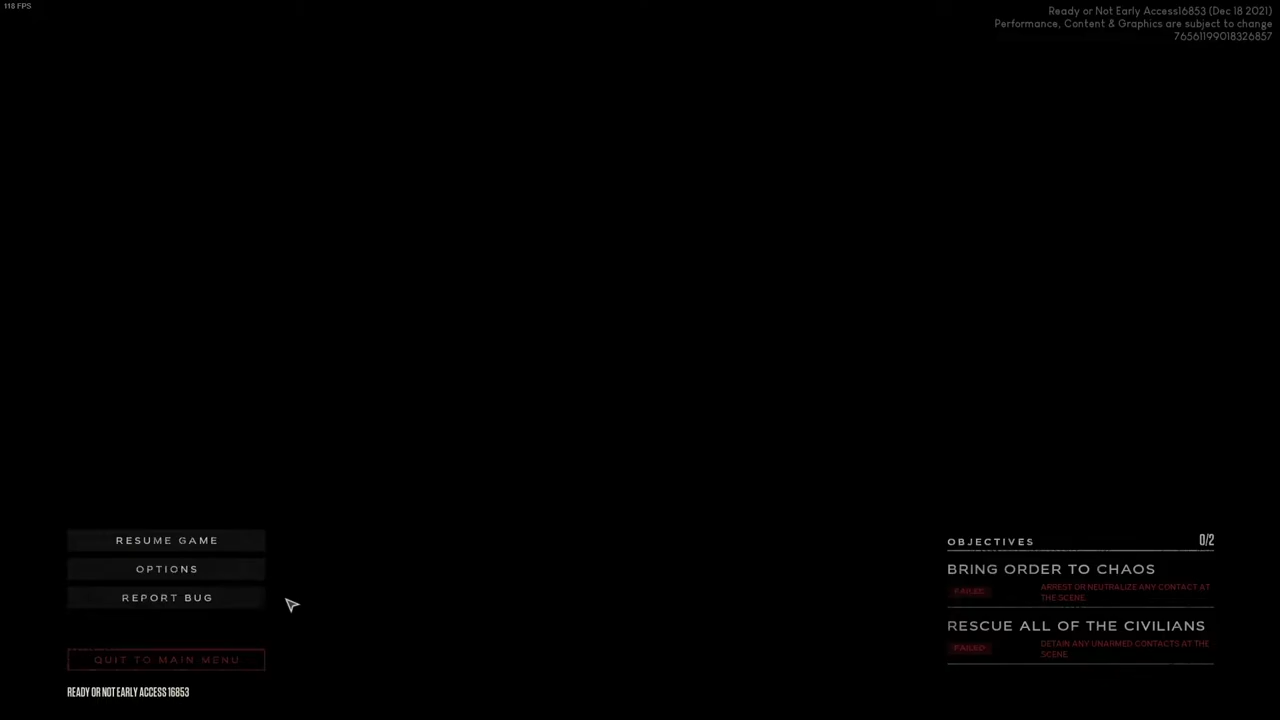 118 FPS
Ready or Not Early Access16853 (Dec 18 2021)
Performance, Content & Graphics are subject to change
76561199018326857
RESUME GAME
OPTIONS
REPORT BUG
QUIT TO MAIN MENU
READY OR NOT EARLY ACCESS 16853
OBJECTIVES 0/2
BRING ORDER TO CHAOS
FAILED
ARREST OR NEUTRALIZE ANY CONTACT AT
THE SCENE.
RESCUE ALL OF THE CIVILIANS
FAILED
DETAIN ANY UNARMED CONTACTS AT THE
SCENE.